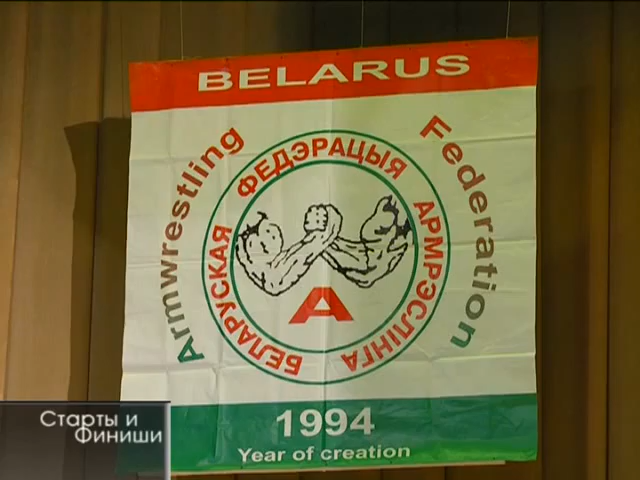 BELARUS
Armwrestling Federation
БЕЛАРУСКАЯ ФЕДЭРАЦЫЯ АРМРЭСЛІНГА
А
1994
Year of creation
Старты и
Финиши